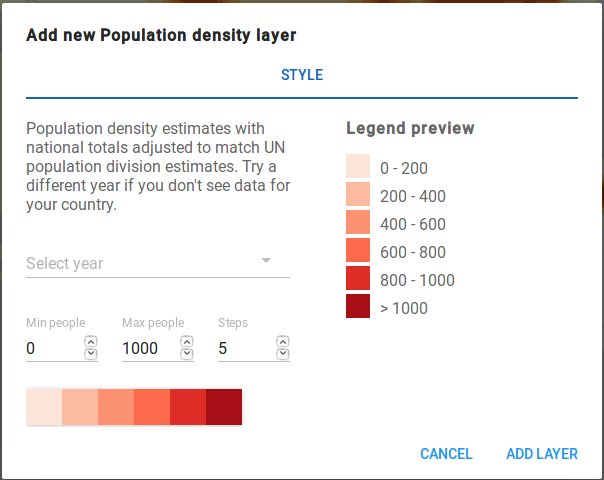 Add new Population density layer
STYLE
Population density estimates with
national totals adjusted to match UN
population division estimates. Try a
different year if you don't see data for
your country.
Select year
Min people
Max people
Steps
0
1000
5
Legend preview
0 - 200
200 - 400
400 - 600
600 - 800
800 - 1000
> 1000
CANCEL
ADD LAYER